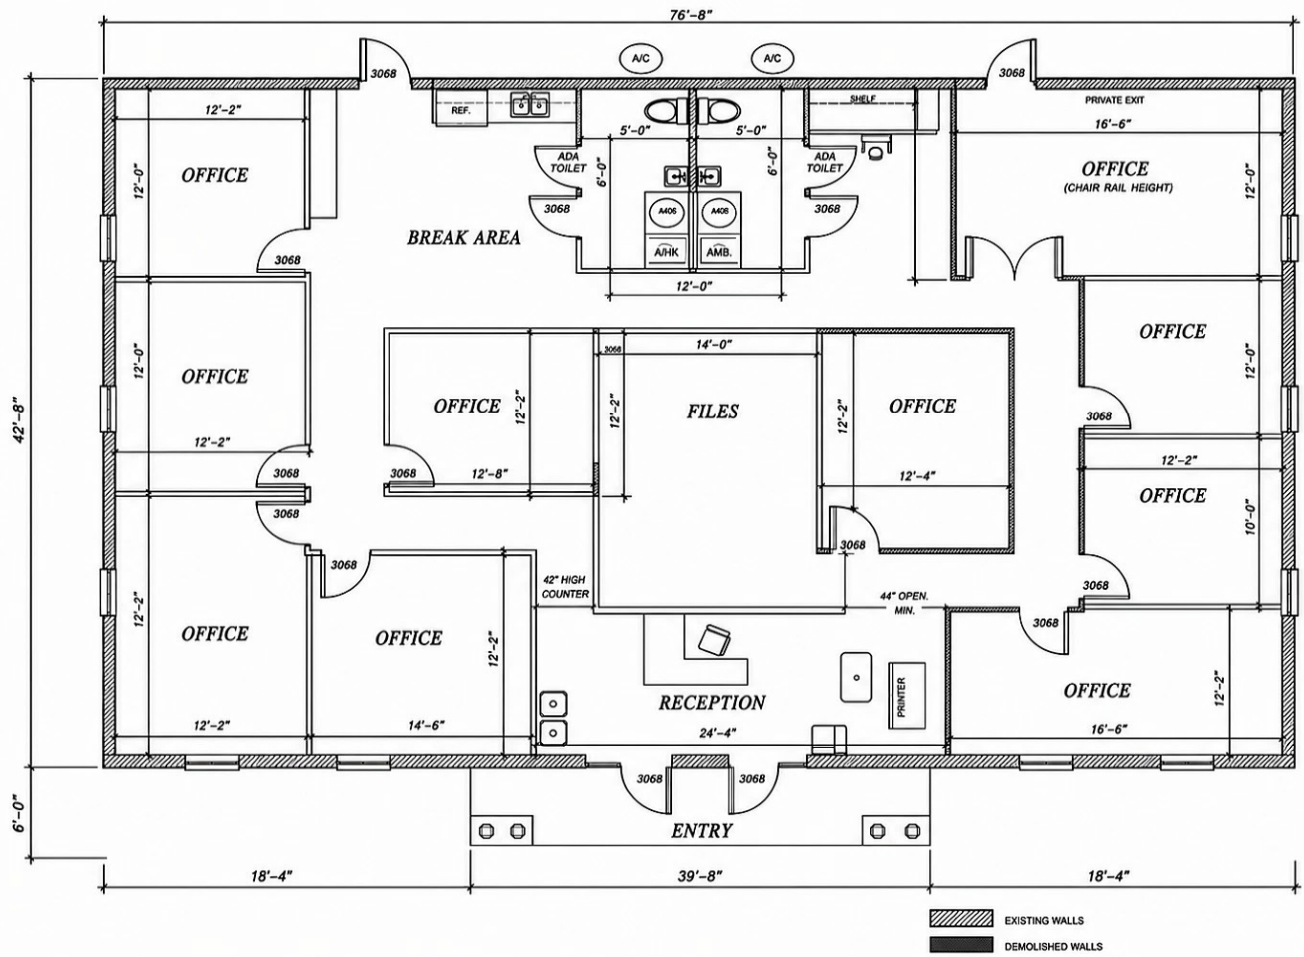 76'-8"
A/C
A/C
3068
3068
REF.
SHELF
PRIVATE EXIT
12'-2"
5'-0"
5'-0"
16'-6"
OFFICE
12'-0"
ADA
TOILET
6'-0"
6'-0"
ADA
TOILET
OFFICE
(CHAIR RAIL HEIGHT)
12'-0"
3068
A406
A408
3068
BREAK AREA
A/HK
AMB.
3068
12'-0"
OFFICE
12'-0"
14'-0"
3068
OFFICE
12'-0"
12'-2"
OFFICE
12'-2"
12'-2"
FILES
12'-2"
OFFICE
3068
42'-8"
12'-2"
3068
3068
12'-8"
12'-4"
12'-2"
OFFICE
10'-0"
3068
3068
3068
42" HIGH
COUNTER
44" OPEN.
MIN.
3068
12'-2"
OFFICE
OFFICE
12'-2"
3068
RECEPTION
PRINTER
OFFICE
12'-2"
12'-2"
14'-6"
24'-4"
16'-6"
3068
3068
6'-0"
ENTRY
18'-4"
39'-8"
18'-4"
EXISTING WALLS
DEMOLISHED WALLS